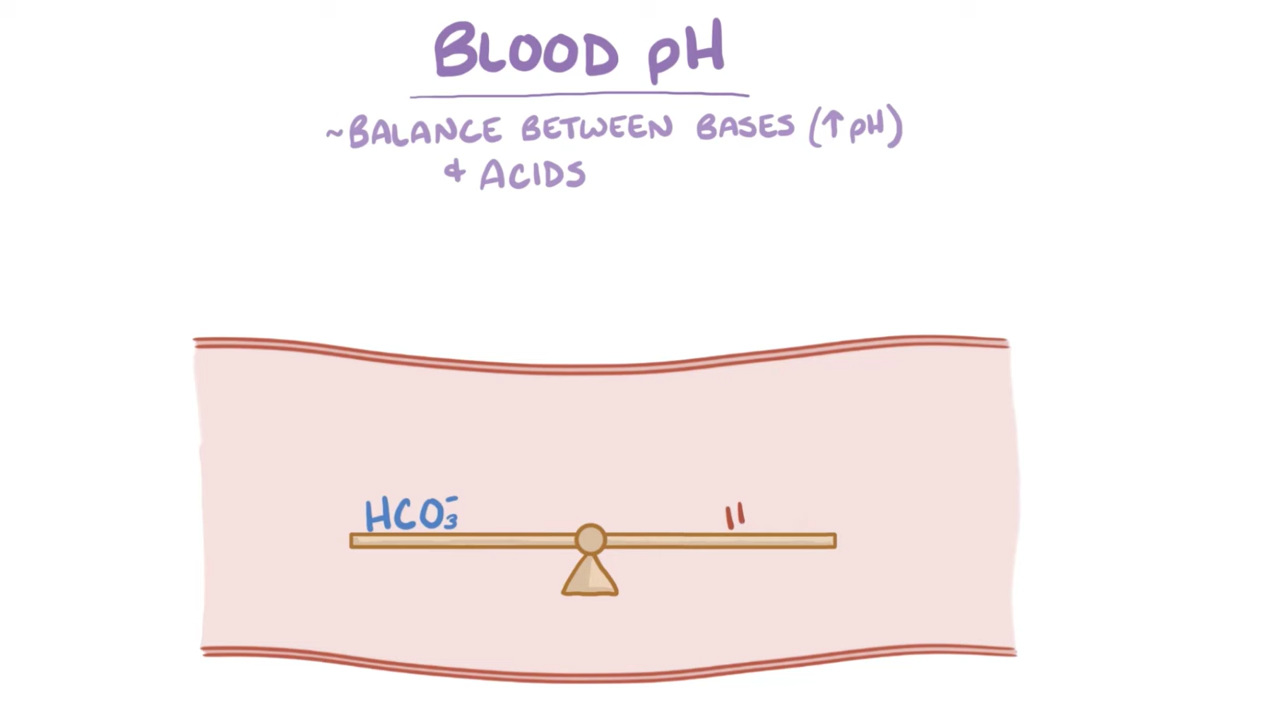 BLOOD pH
~BALANCE BETWEEN BASES (↑ pH)
& ACIDS
HCO₃⁻